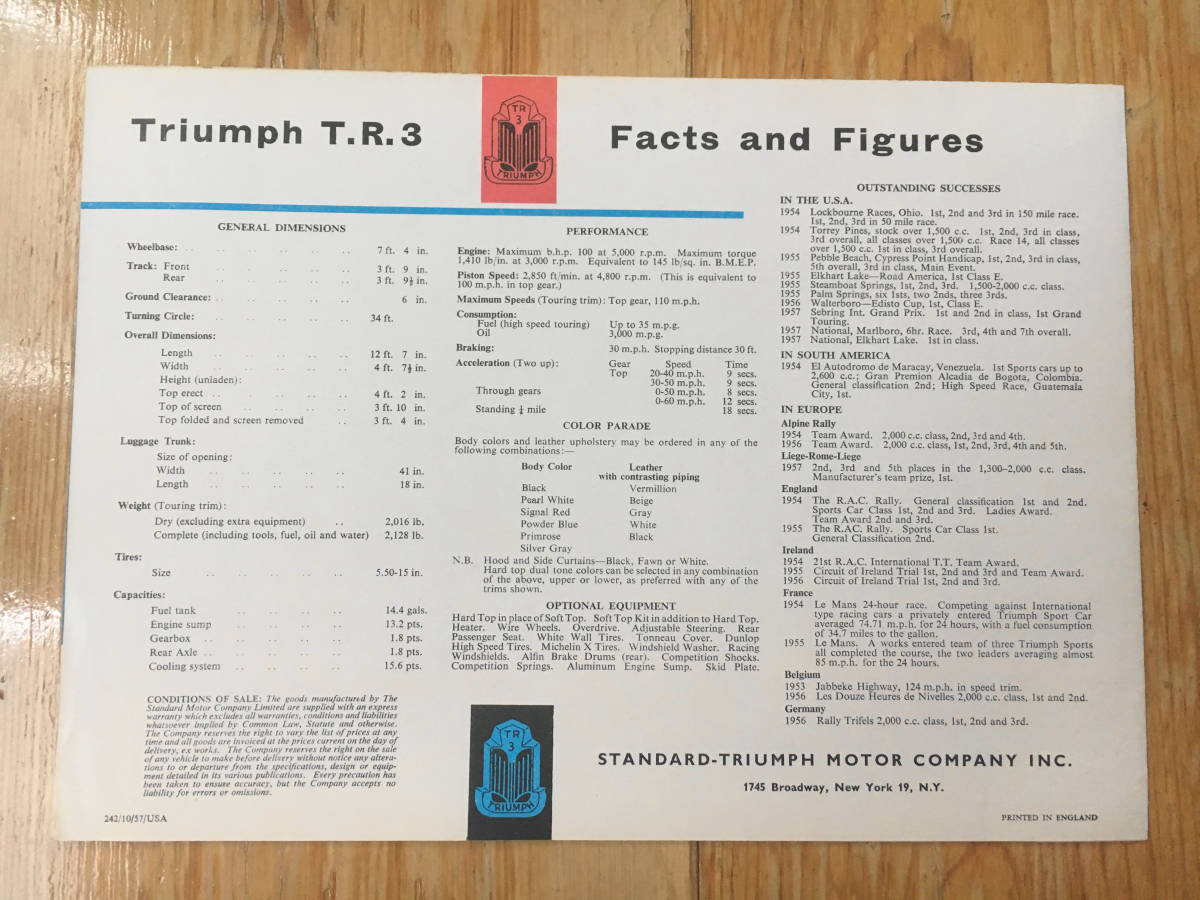 Triumph T.R.3
TR
3
TRIUMPH
Facts and Figures
GENERAL DIMENSIONS
Wheelbase: .. .. .. .. .. 7 ft. 4 in.
Track: Front .. .. .. .. 3 ft. 9 in.
Rear .. .. .. .. 3 ft. 9½ in.
Ground Clearance: .. .. .. .. .. 6 in.
Turning Circle: .. .. .. .. .. 34 ft.
Overall Dimensions:
Length .. .. .. .. .. 12 ft. 7 in.
Width .. .. .. .. .. 4 ft. 7½ in.
Height (unladen):
Top erect .. .. .. .. .. 4 ft. 2 in.
Top of screen .. .. .. .. 3 ft. 10 in.
Top folded and screen removed .. 3 ft. 4 in.
Luggage Trunk:
Size of opening:
Width .. .. .. .. .. 41 in.
Length .. .. .. .. .. 18 in.
Weight (Touring trim):
Dry (excluding extra equipment) .. 2,016 lb.
Complete (including tools, fuel, oil and water) 2,128 lb.
Tires:
Size .. .. .. .. .. 5.50-15 in.
Capacities:
Fuel tank .. .. .. .. 14.4 gals.
Engine sump .. .. .. .. 13.2 pts.
Gearbox .. .. .. .. 1.8 pts.
Rear Axle .. .. .. .. .. 1.8 pts.
Cooling system .. .. .. .. 15.6 pts.
CONDITIONS OF SALE: The goods manufactured by The
Standard Motor Company Limited are supplied with an express
warranty which excludes all warranties, conditions and liabilities
whatsoever implied by Common Law, Statute and otherwise.
The Company reserves the right to vary the list of prices at any
time and all goods are invoiced at the prices current on the day of
delivery, ex works. The Company reserves the right on the sale
of any vehicle to make before delivery without notice any altera-
tions to or departure from the specifications, design or equip-
ment detailed in its various publications. Every precaution has
been taken to ensure accuracy, but the Company accepts no
liability for errors or omissions.
242/10/57/USA
PERFORMANCE
Engine: Maximum b.h.p. 100 at 5,000 r.p.m. Maximum torque
1,410 lb/in. at 3,000 r.p.m. Equivalent to 145 lb/sq. in. B.M.E.P.
Piston Speed: 2,850 ft/min. at 4,800 r.p.m. (This is equivalent to
100 m.p.h. in top gear.)
Maximum Speeds (Touring trim): Top gear, 110 m.p.h.
Consumption:
Fuel (high speed touring) Up to 35 m.p.g.
Oil 3,000 m.p.g.
Braking: 30 m.p.h. Stopping distance 30 ft.
Acceleration (Two up): Gear Speed Time
Top 20-40 m.p.h. 9 secs.
30-50 m.p.h. 9 secs.
Through gears 0-50 m.p.h. 8 secs.
0-60 m.p.h. 12 secs.
Standing ¼ mile 18 secs.
COLOR PARADE
Body colors and leather upholstery may be ordered in any of the
following combinations:—
Body Color Leather
with contrasting piping
Black Vermillion
Pearl White Beige
Signal Red Gray
Powder Blue White
Primrose Black
Silver Gray
N.B. Hood and Side Curtains—Black, Fawn or White.
Hard top dual tone colors can be selected in any combination
of the above, upper or lower, as preferred with any of the
trims shown.
OPTIONAL EQUIPMENT
Hard Top in place of Soft Top. Soft Top Kit in addition to Hard Top.
Heater. Wire Wheels. Overdrive. Adjustable Steering. Rear
Passenger Seat. White Wall Tires. Tonneau Cover. Dunlop
High Speed Tires. Michelin X Tires. Windshield Washer. Racing
Windshields. Alfin Brake Drums (rear). Competition Shocks.
Competition Springs. Aluminum Engine Sump. Skid Plate.
TR
3
TRIUMPH
OUTSTANDING SUCCESSES
IN THE U.S.A.
1954 Lockbourne Races, Ohio. 1st, 2nd and 3rd in 150 mile race.
1st, 2nd, 3rd in 50 mile race.
1954 Torrey Pines, stock over 1,500 c.c. 1st, 2nd, 3rd in class,
3rd overall, all classes over 1,500 c.c. Race 14, all classes
over 1,500 c.c. 1st in class, 3rd overall.
1955 Pebble Beach, Cypress Point Handicap, 1st, 2nd, 3rd in class,
5th overall, 3rd in class, Main Event.
1955 Elkhart Lake—Road America, 1st Class E.
1955 Steamboat Springs, 1st, 2nd, 3rd. 1,500-2,000 c.c. class.
1955 Palm Springs, six 1sts, two 2nds, three 3rds.
1956 Walterboro—Edisto Cup, 1st, Class E.
1957 Sebring Int. Grand Prix. 1st and 2nd in class, 1st Grand
Touring.
1957 National, Marlboro, 6hr. Race. 3rd, 4th and 7th overall.
1957 National, Elkhart Lake. 1st in class.
IN SOUTH AMERICA
1954 El Autodromo de Maracay, Venezuela. 1st Sports cars up to
2,600 c.c.; Gran Premion Alcadia de Bogota, Colombia.
General classification 2nd; High Speed Race, Guatemala
City, 1st.
IN EUROPE
Alpine Rally
1954 Team Award. 2,000 c.c. class, 2nd, 3rd and 4th.
1956 Team Award. 2,000 c.c. class, 1st, 2nd, 3rd, 4th and 5th.
Liege-Rome-Liege
1957 2nd, 3rd and 5th places in the 1,300-2,000 c.c. class.
Manufacturer's team prize, 1st.
England
1954 The R.A.C. Rally. General classification 1st and 2nd.
Sports Car Class 1st, 2nd and 3rd. Ladies Award.
Team Award 2nd and 3rd.
1955 The R.AC. Rally. Sports Car Class 1st.
General Classification 2nd.
Ireland
1954 21st R.A.C. International T.T. Team Award.
1955 Circuit of Ireland Trial 1st, 2nd and 3rd and Team Award.
1956 Circuit of Ireland Trial 1st, 2nd and 3rd.
France
1954 Le Mans 24-hour race. Competing against International
type racing cars a privately entered Triumph Sport Car
averaged 74.71 m.p.h. for 24 hours, with a fuel consumption
of 34.7 miles to the gallon.
1955 Le Mans. A works entered team of three Triumph Sports
all completed the course, the two leaders averaging almost
85 m.p.h. for the 24 hours.
Belgium
1953 Jabbeke Highway, 124 m.p.h. in speed trim.
1956 Les Douze Heures de Nivelles 2,000 c.c. class, 1st and 2nd.
Germany
1956 Rally Trifels 2,000 c.c. class, 1st, 2nd and 3rd.
STANDARD-TRIUMPH MOTOR COMPANY INC.
1745 Broadway, New York 19, N.Y.
PRINTED IN ENGLAND